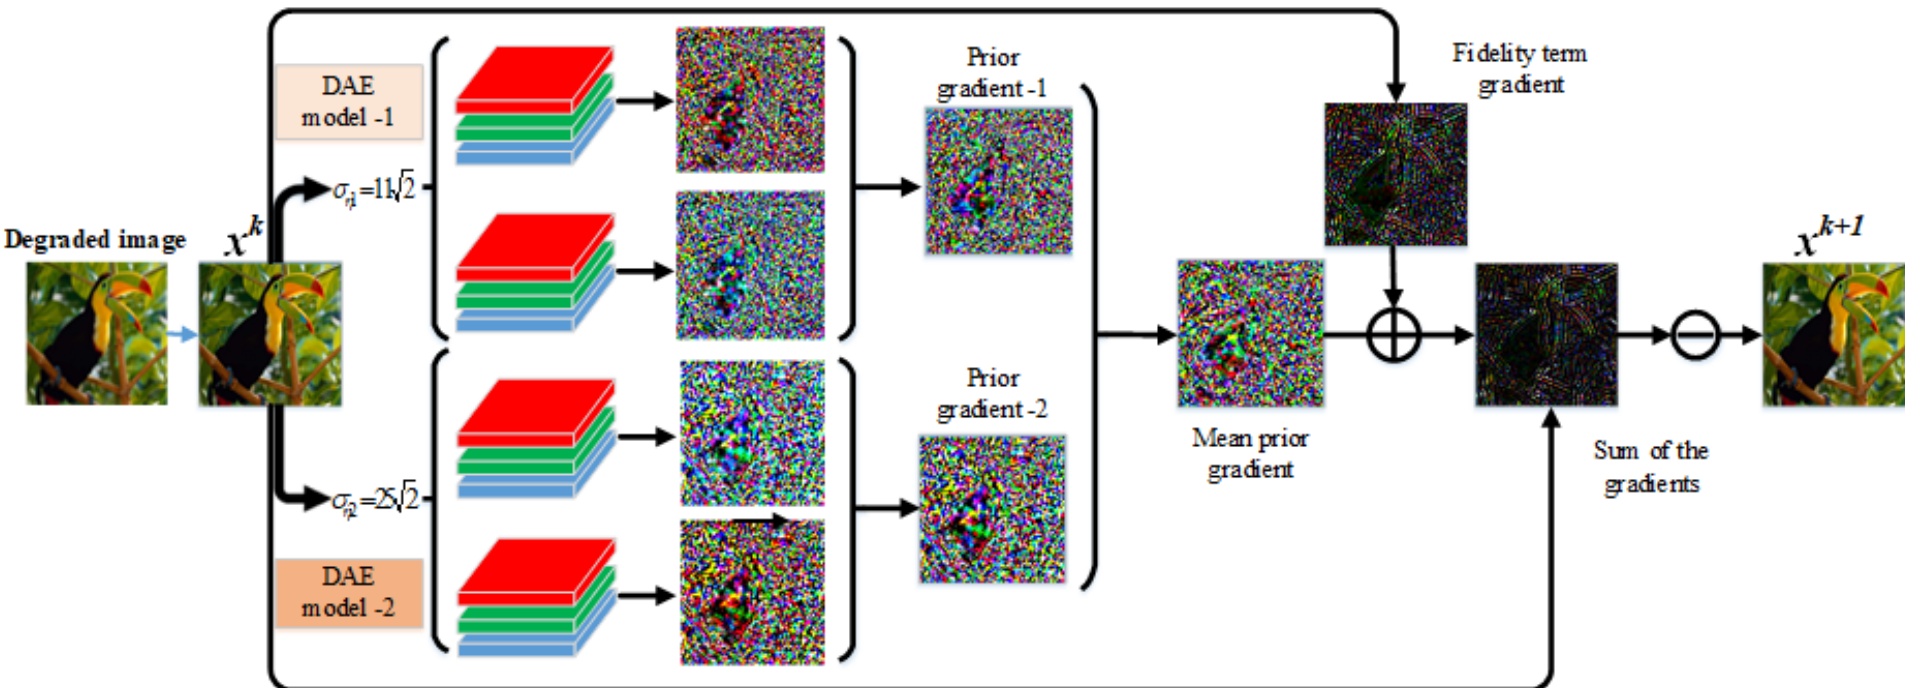 Degraded image
x^k
DAE
model -1
σ_η1=11√2
σ_η2=25√2
DAE
model -2
Prior
gradient -1
Prior
gradient -2
Mean prior
gradient
Fidelity term
gradient
Sum of the
gradients
x^{k+1}